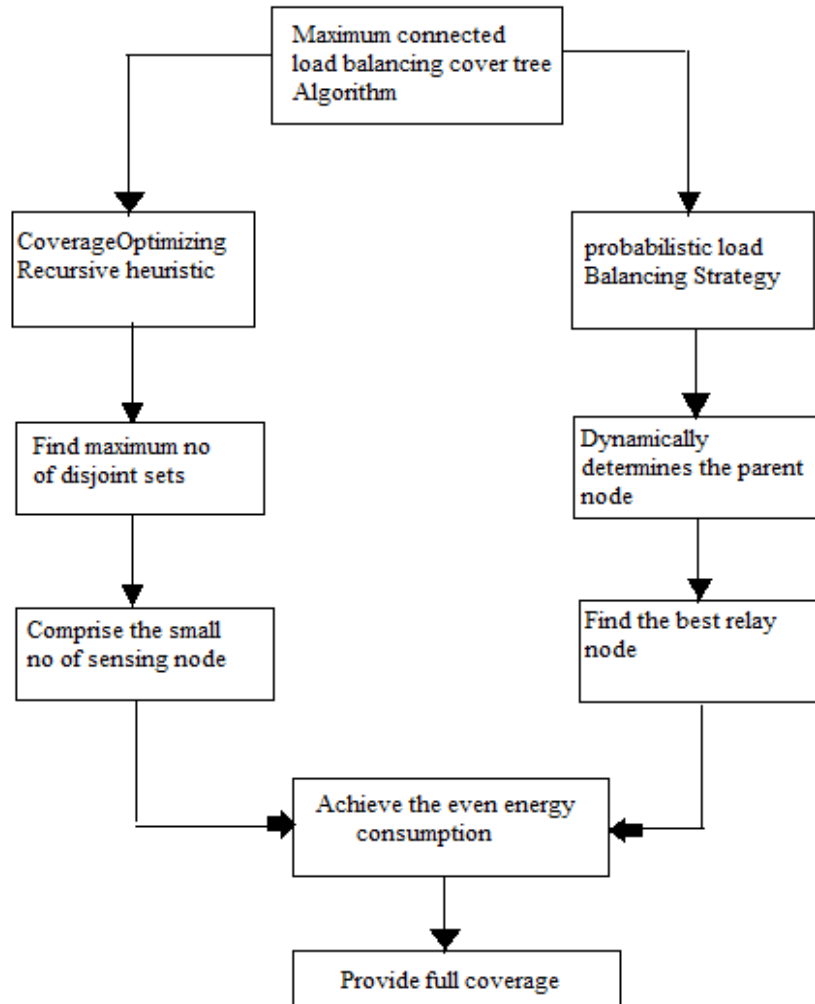 Maximum connected
load balancing cover tree
Algorithm
CoverageOptimizing
Recursive heuristic
probabilistic load
Balancing Strategy
Find maximum no
of disjoint sets
Dynamically
determines the parent
node
Comprise the small
no of sensing node
Find the best relay
node
Achieve the even energy
consumption
Provide full coverage